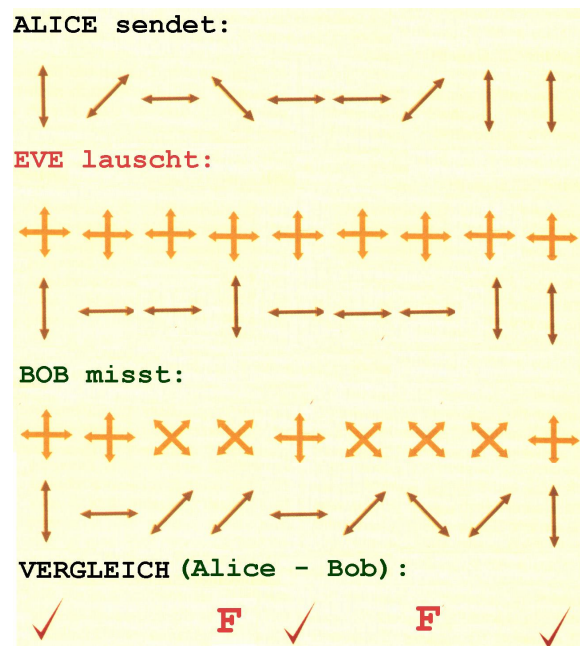 ALICE sendet:
EVE lauscht:
BOB misst:
VERGLEICH (Alice - Bob):
F F